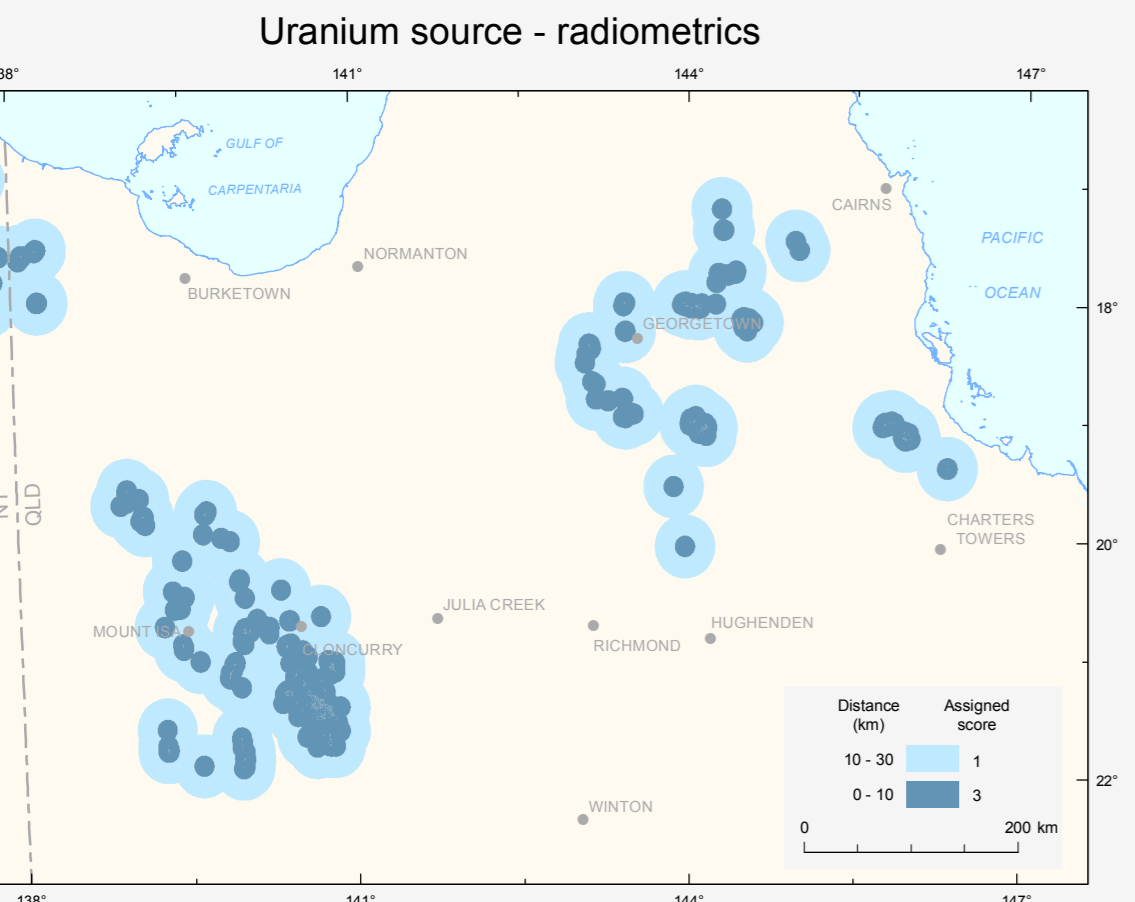 Uranium source - radiometrics
38° 141° 144° 147°
GULF OF
CARPENTARIA
CAIRNS
PACIFIC
OCEAN
NORMANTON
BURKETOWN
GEORGETOWN
18°
NT
QLD
CHARTERS
TOWERS
20°
JULIA CREEK
HUGHENDEN
MOUNT ISA
CLONCURRY
RICHMOND
Distance
(km)
Assigned
score
10 - 30 1
0 - 10 3
22°
WINTON
0 200 km
138° 141° 144° 147°